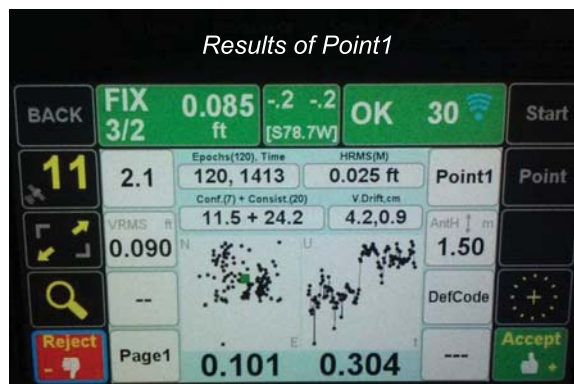 Results of Point1
BACK
FIX 3/2
0.085 ft
-.2 -.2
[S78.7W]
OK
30
Start
11
2.1
Epochs(120), Time
120, 1413
HRMS(M)
0.025 ft
Point1
Point
Conf.(7) + Consist.(20)
11.5 + 24.2
V.Drift,cm
4.2,0.9
VRMS ft
0.090
AntH m
1.50
N
U
--
DefCode
E
t
Reject
-
Page1
0.101
0.304
---
Accept
+